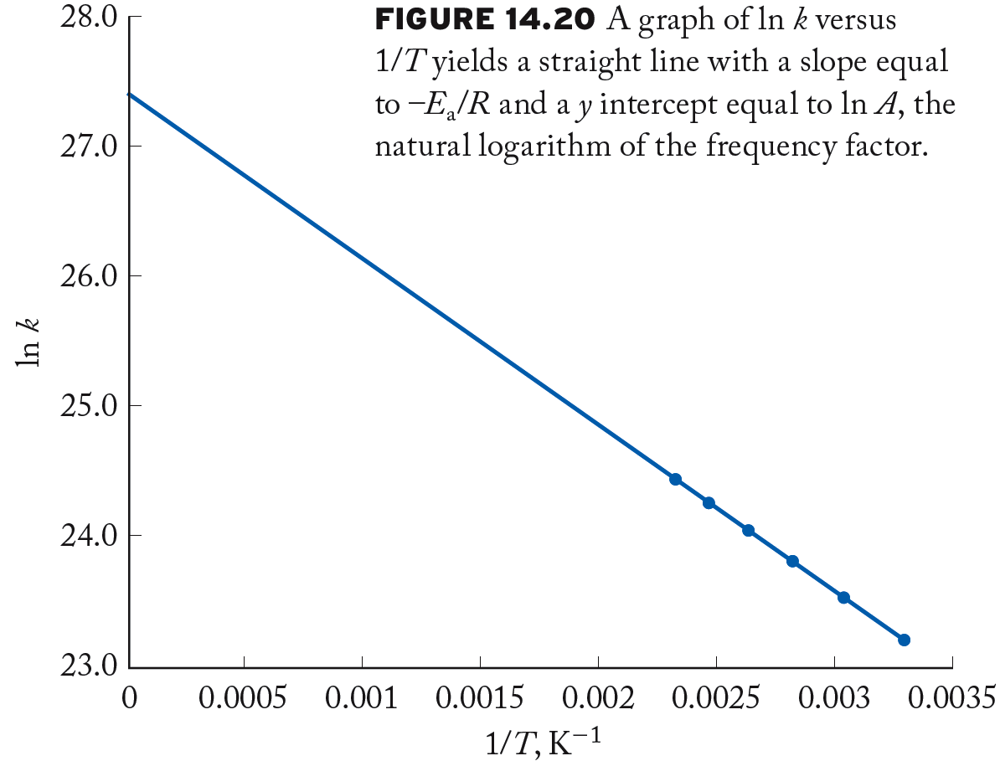 28.0
FIGURE 14.20 A graph of ln k versus
1/T yields a straight line with a slope equal
to −Eₐ/R and a y intercept equal to ln A, the
natural logarithm of the frequency factor.
27.0
26.0
ln k
25.0
24.0
23.0
0 0.0005 0.001 0.0015 0.002 0.0025 0.003 0.0035
1/T, K⁻¹